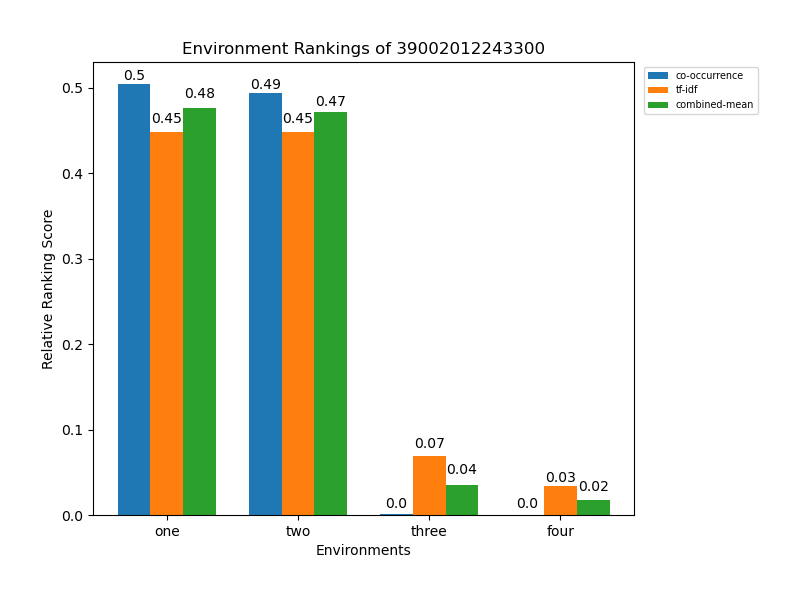 Environment Rankings of 39002012243300
co-occurrence
tf-idf
combined-mean
0.5
0.45
0.48
0.49
0.45
0.47
0.0
0.07
0.04
0.0
0.03
0.02
Relative Ranking Score
0.5
0.4
0.3
0.2
0.1
0.0
one two three four
Environments